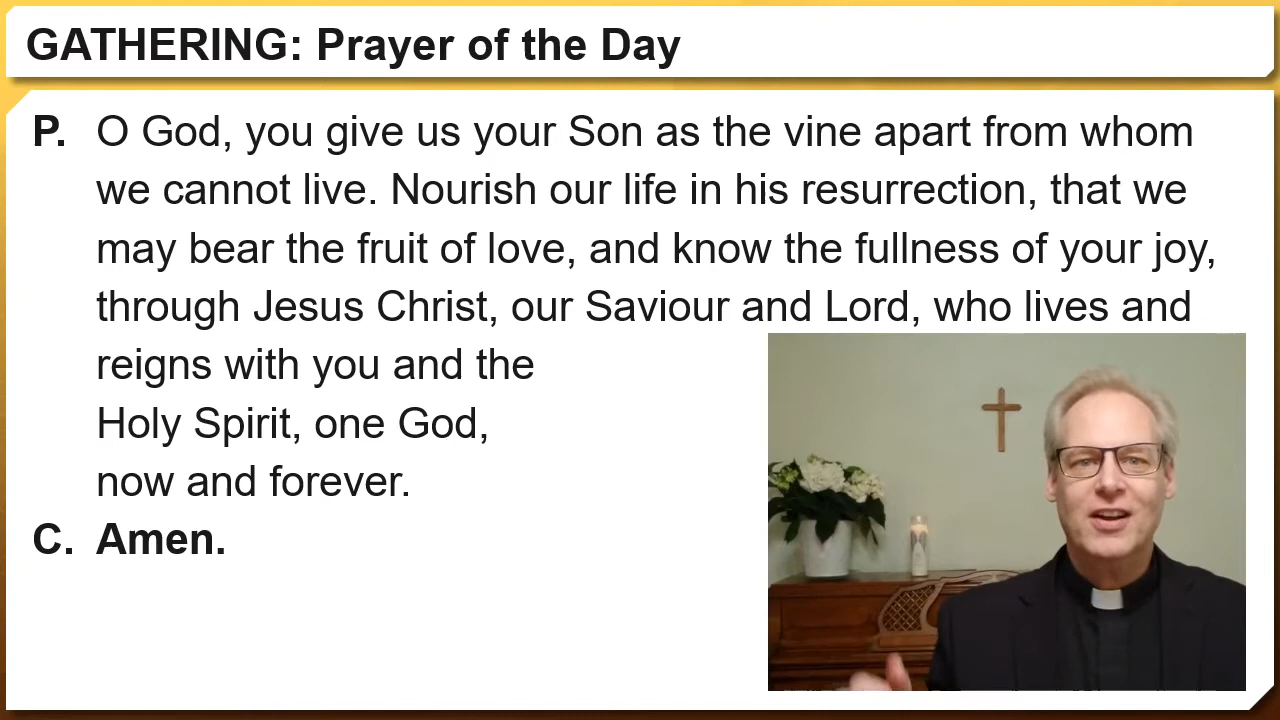 GATHERING: Prayer of the Day
P. O God, you give us your Son as the vine apart from whom
we cannot live. Nourish our life in his resurrection, that we
may bear the fruit of love, and know the fullness of your joy,
through Jesus Christ, our Saviour and Lord, who lives and
reigns with you and the
Holy Spirit, one God,
now and forever.
C. Amen.